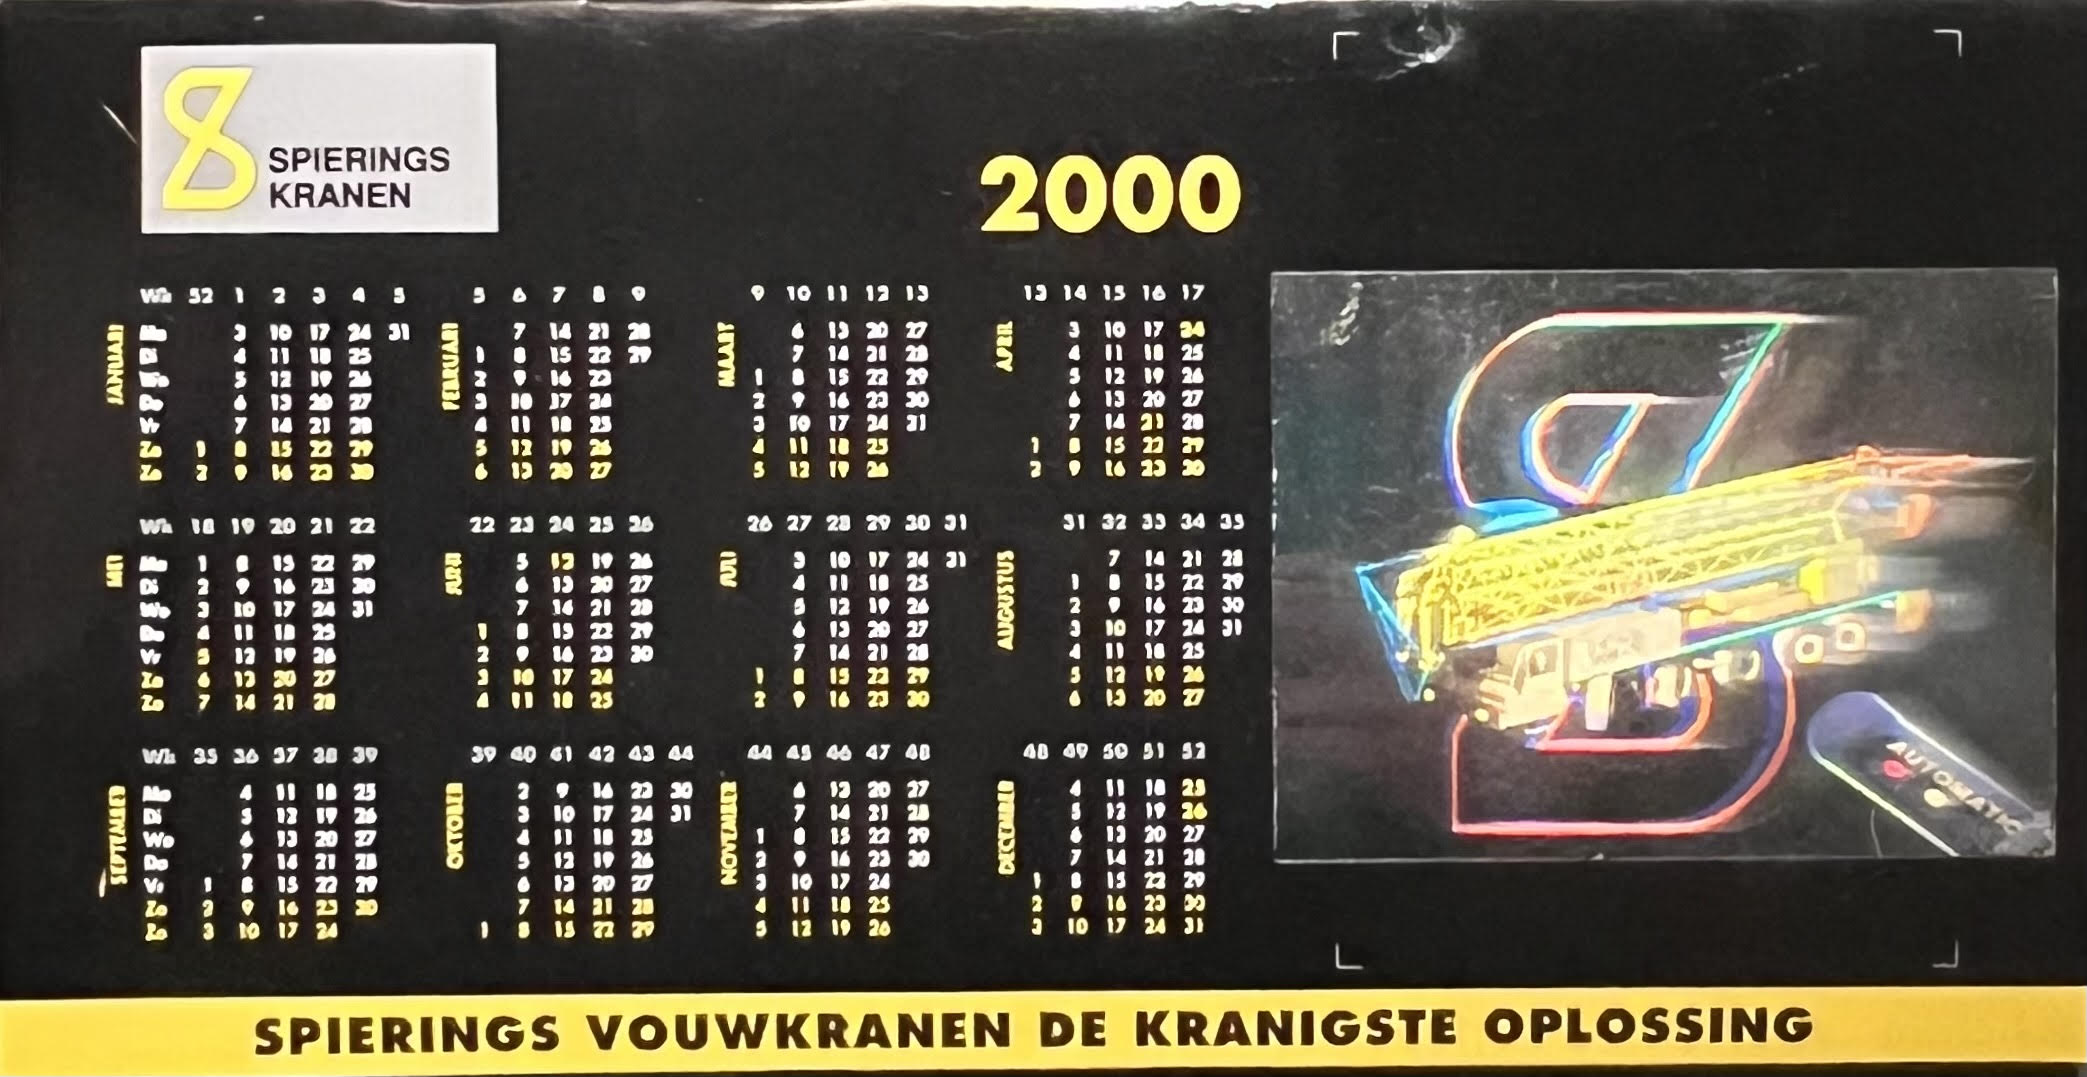 SPIERINGS
KRANEN
2000
Wk 52 1 2 3 4 5 5 6 7 8 9 9 10 11 12 13 13 14 15 16 17
JANUARI FEBRUARI MAART APRIL
Ma 3 10 17 24 31 7 14 21 28 6 13 20 27 3 10 17 24
Di 4 11 18 25 1 8 15 22 29 7 14 21 28 4 11 18 25
Wo 5 12 19 26 2 9 16 23 1 8 15 22 29 5 12 19 26
Do 6 13 20 27 3 10 17 24 2 9 16 23 30 6 13 20 27
Vr 7 14 21 28 4 11 18 25 3 10 17 24 31 7 14 21 28
Za 1 8 15 22 29 5 12 19 26 4 11 18 25 1 8 15 22 29
Zo 2 9 16 23 30 6 13 20 27 5 12 19 26 2 9 16 23 30
Wk 18 19 20 21 22 22 23 24 25 26 26 27 28 29 30 31 31 32 33 34 35
MEI JUNI JULI AUGUSTUS
Ma 1 8 15 22 29 5 12 19 26 3 10 17 24 31 7 14 21 28
Di 2 9 16 23 30 6 13 20 27 4 11 18 25 1 8 15 22 29
Wo 3 10 17 24 31 7 14 21 28 5 12 19 26 2 9 16 23 30
Do 4 11 18 25 1 8 15 22 29 6 13 20 27 3 10 17 24 31
Vr 5 12 19 26 2 9 16 23 30 7 14 21 28 4 11 18 25
Za 6 13 20 27 3 10 17 24 1 8 15 22 29 5 12 19 26
Zo 7 14 21 28 4 11 18 25 2 9 16 23 30 6 13 20 27
Wk 35 36 37 38 39 39 40 41 42 43 44 44 45 46 47 48 48 49 50 51 52
SEPTEMBER OKTOBER NOVEMBER DECEMBER
Ma 4 11 18 25 2 9 16 23 30 6 13 20 27 4 11 18 25
Di 5 12 19 26 3 10 17 24 31 7 14 21 28 5 12 19 26
Wo 6 13 20 27 4 11 18 25 1 8 15 22 29 6 13 20 27
Do 7 14 21 28 5 12 19 26 2 9 16 23 30 7 14 21 28
Vr 1 8 15 22 29 6 13 20 27 3 10 17 24 1 8 15 22 29
Za 2 9 16 23 30 7 14 21 28 4 11 18 25 2 9 16 23 30
Zo 3 10 17 24 1 8 15 22 29 5 12 19 26 3 10 17 24 31
AUTOMATIC
SPIERINGS VOUWKRANEN DE KRANIGSTE OPLOSSING